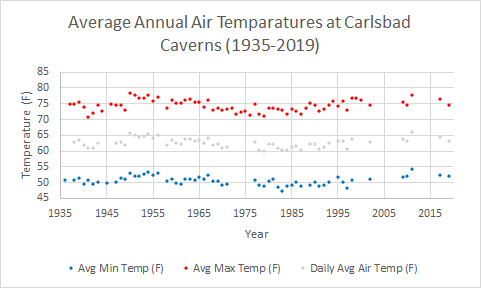 Average Annual Air Temparatures at Carlsbad
Caverns (1935-2019)
Temperature (F)
85
80
75
70
65
60
55
50
45
1935 1945 1955 1965 1975 1985 1995 2005 2015
Year
Avg Min Temp (F) Avg Max Temp (F) Daily Avg Air Temp (F)